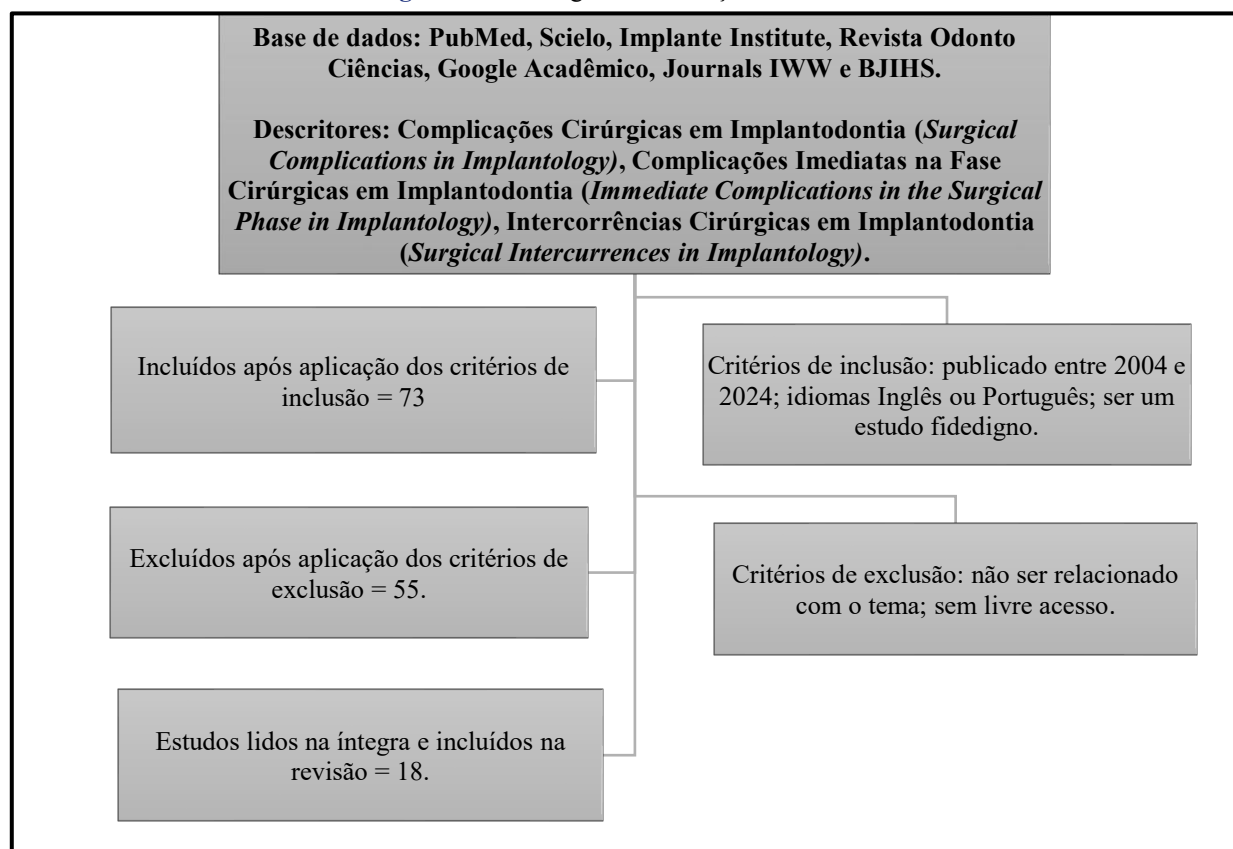 Base de dados: PubMed, Scielo, Implante Institute, Revista Odonto
Ciências, Google Acadêmico, Journals IWW e BJIHS.
Descritores: Complicações Cirúrgicas em Implantodontia (Surgical
Complications in Implantology), Complicações Imediatas na Fase
Cirúrgicas em Implantodontia (Immediate Complications in the Surgical
Phase in Implantology), Intercorrências Cirúrgicas em Implantodontia
(Surgical Intercurrences in Implantology).
Incluídos após aplicação dos critérios de
inclusão = 73
Critérios de inclusão: publicado entre 2004 e
2024; idiomas Inglês ou Português; ser um
estudo fidedigno.
Excluídos após aplicação dos critérios de
exclusão = 55.
Critérios de exclusão: não ser relacionado
com o tema; sem livre acesso.
Estudos lidos na íntegra e incluídos na
revisão = 18.